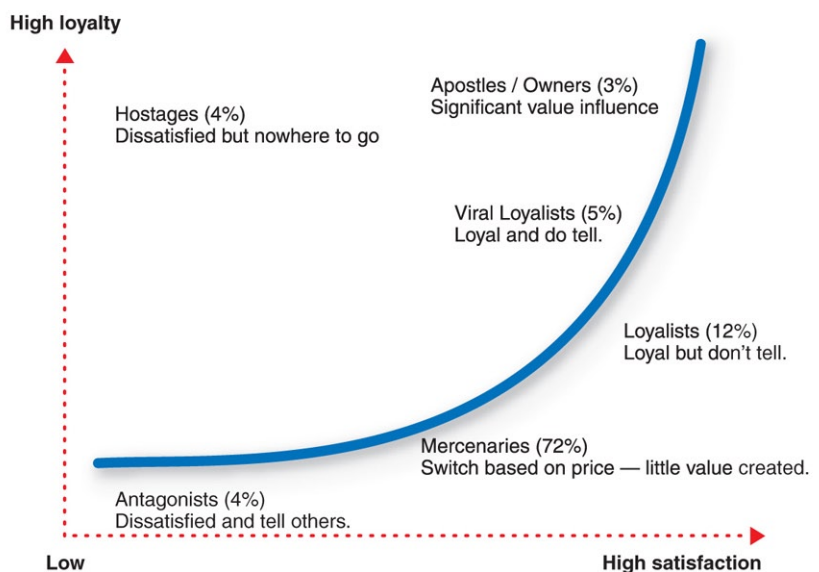 High loyalty
Apostles / Owners (3%)
Significant value influence
Hostages (4%)
Dissatisfied but nowhere to go
Viral Loyalists (5%)
Loyal and do tell.
Loyalists (12%)
Loyal but don’t tell.
Mercenaries (72%)
Switch based on price — little value created.
Antagonists (4%)
Dissatisfied and tell others.
Low
High satisfaction